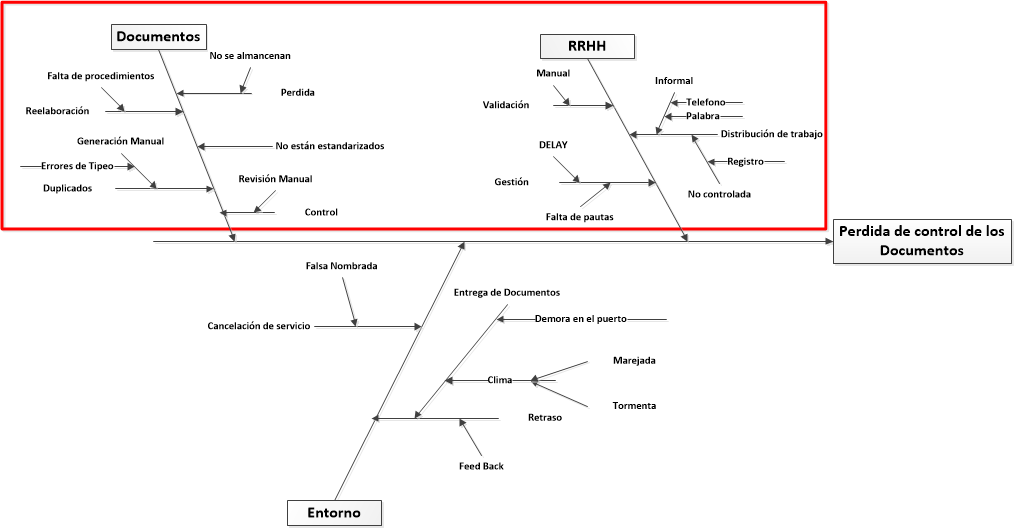 Documentos
No se almancenan
Falta de procedimientos
Perdida
Reelaboración
Generación Manual
No están estandarizados
Errores de Tipeo
Duplicados
Revisión Manual
Control
RRHH
Manual
Informal
Validación
Telefono
Palabra
Distribución de trabajo
DELAY
Registro
Gestión
No controlada
Falta de pautas
Perdida de control de los
Documentos
Falsa Nombrada
Cancelación de servicio
Entrega de Documentos
Demora en el puerto
Marejada
Clima
Tormenta
Retraso
Feed Back
Entorno